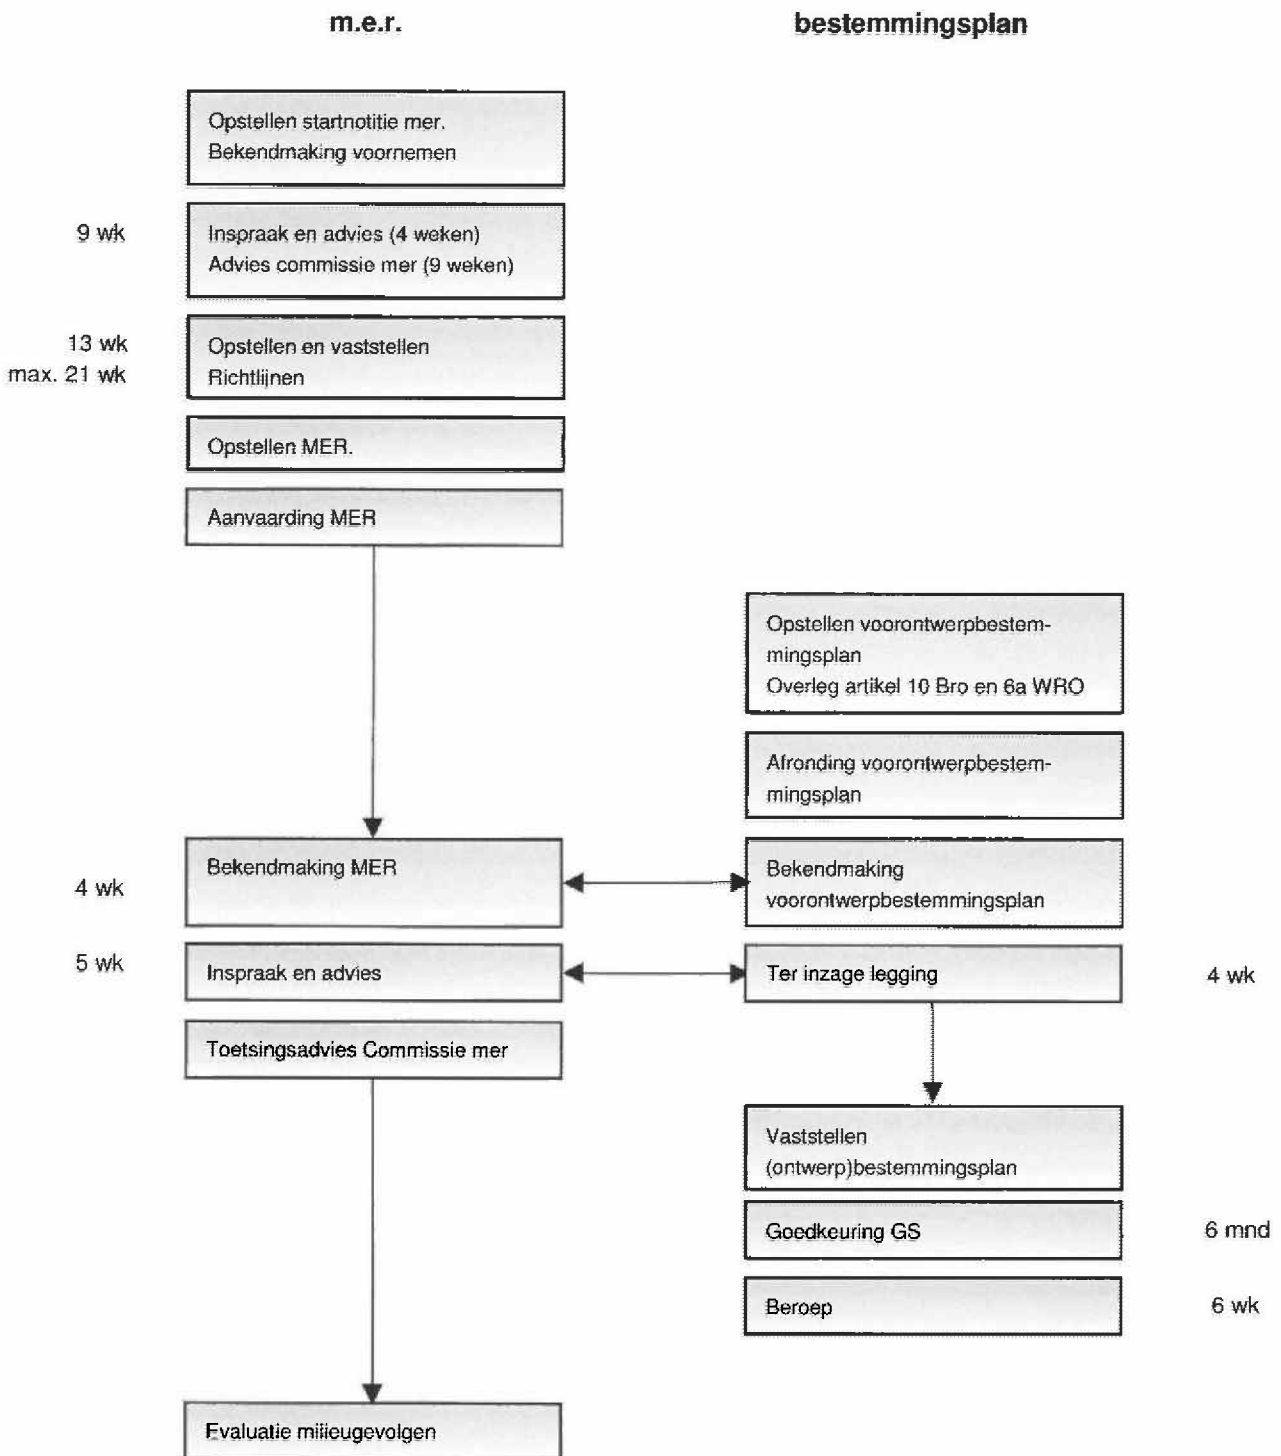 m.e.r.
bestemmingsplan
Opstellen startnotitie mer.
Bekendmaking voornemen
9 wk
Inspraak en advies (4 weken)
Advies commissie mer (9 weken)
13 wk
max. 21 wk
Opstellen en vaststellen
Richtlijnen
Opstellen MER.
Aanvaarding MER
Opstellen voorontwerpbestem-
mingsplan
Overleg artikel 10 Bro en 6a WRO
Afronding voorontwerpbestem-
mingsplan
4 wk
Bekendmaking MER
Bekendmaking
voorontwerpbestemmingsplan
5 wk
Inspraak en advies
Ter inzage legging
4 wk
Toetsingsadvies Commissie mer
Vaststellen
(ontwerp)bestemmingsplan
Goedkeuring GS
6 mnd
Beroep
6 wk
Evaluatie milieugevolgen